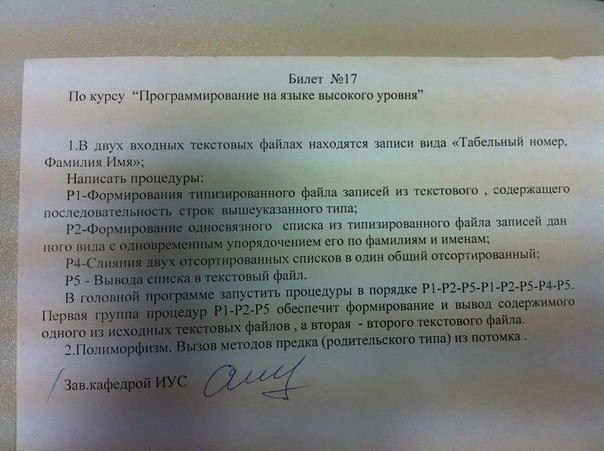 Билет №17
По курсу “Программирование на языке высокого уровня”
1.В двух входных текстовых файлах находятся записи вида «Табельный номер,
Фамилия Имя»;
Написать процедуры:
Р1-Формирования типизированного файла записей из текстового , содержащего
последовательность строк вышеуказанного типа;
Р2-Формирование односвязного списка из типизированного файла записей дан
ного вида с одновременным упорядочением его по фамилиям и именам;
Р4-Слияния двух отсортированных списков в один общий отсортированный:
Р5 - Вывода списка в текстовый файл.
В головной программе запустить процедуры в порядке Р1-Р2-Р5-Р1-Р2-Р5-Р4-Р5.
Первая группа процедур Р1-Р2-Р5 обеспечит формирование и вывод содержимого
одного из исходных текстовых файлов , а вторая - второго текстового файла.
2.Полиморфизм. Вызов методов предка (родительского типа) из потомка .
Зав.кафедрой ИУС